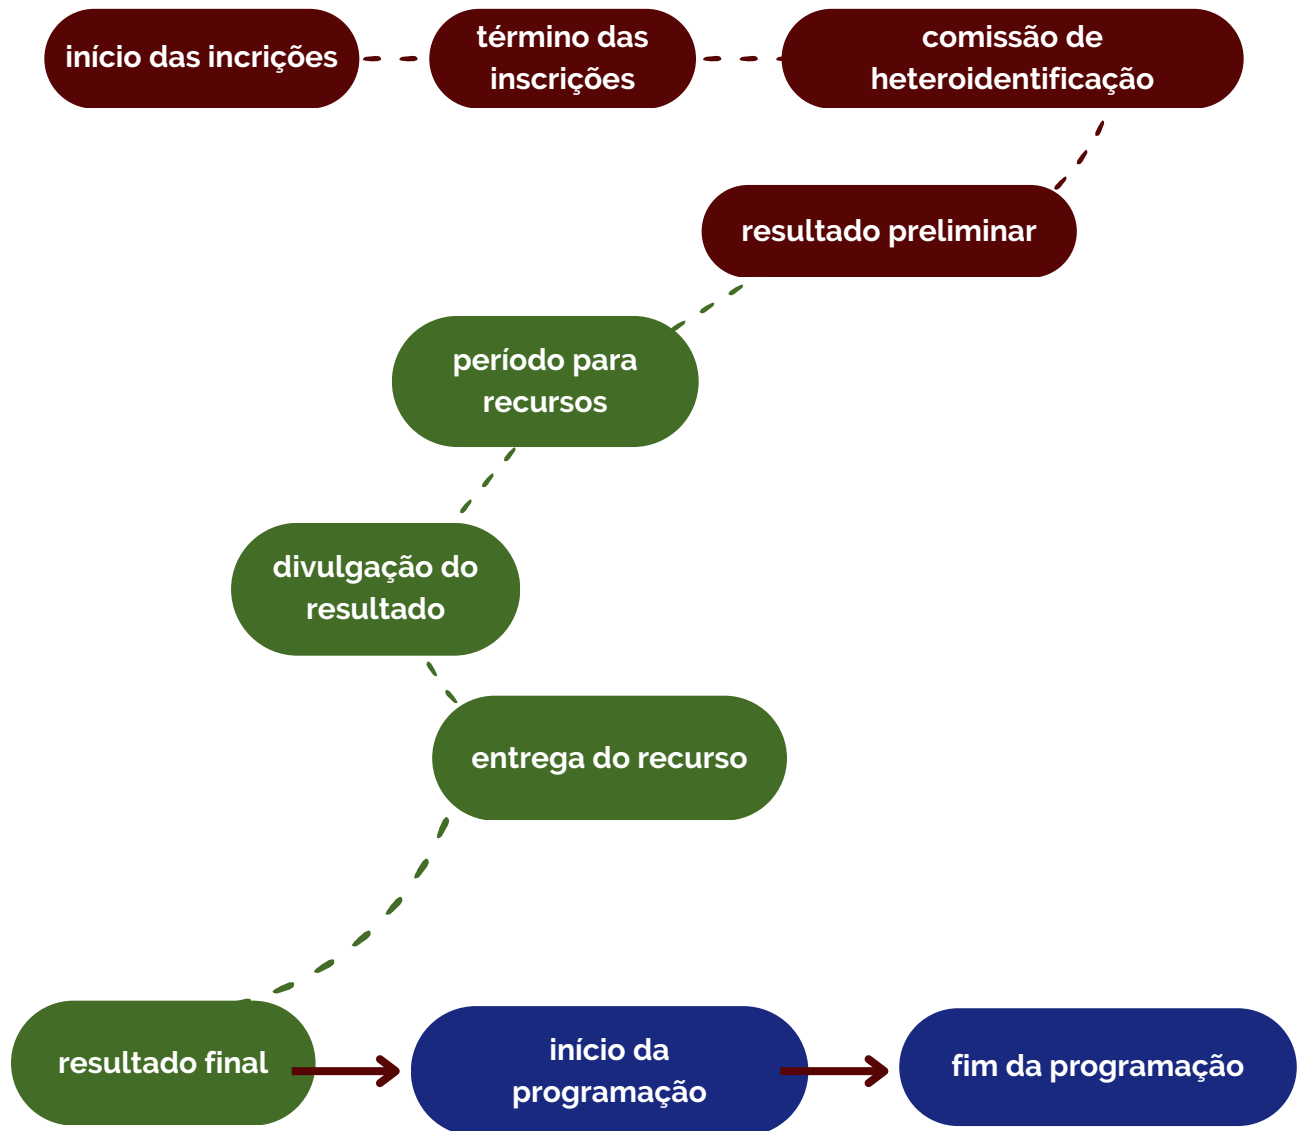 início das incrições
término das
inscrições
comissão de
heteroidentificação
resultado preliminar
período para
recursos
divulgação do
resultado
entrega do recurso
resultado final
início da
programação
fim da programação